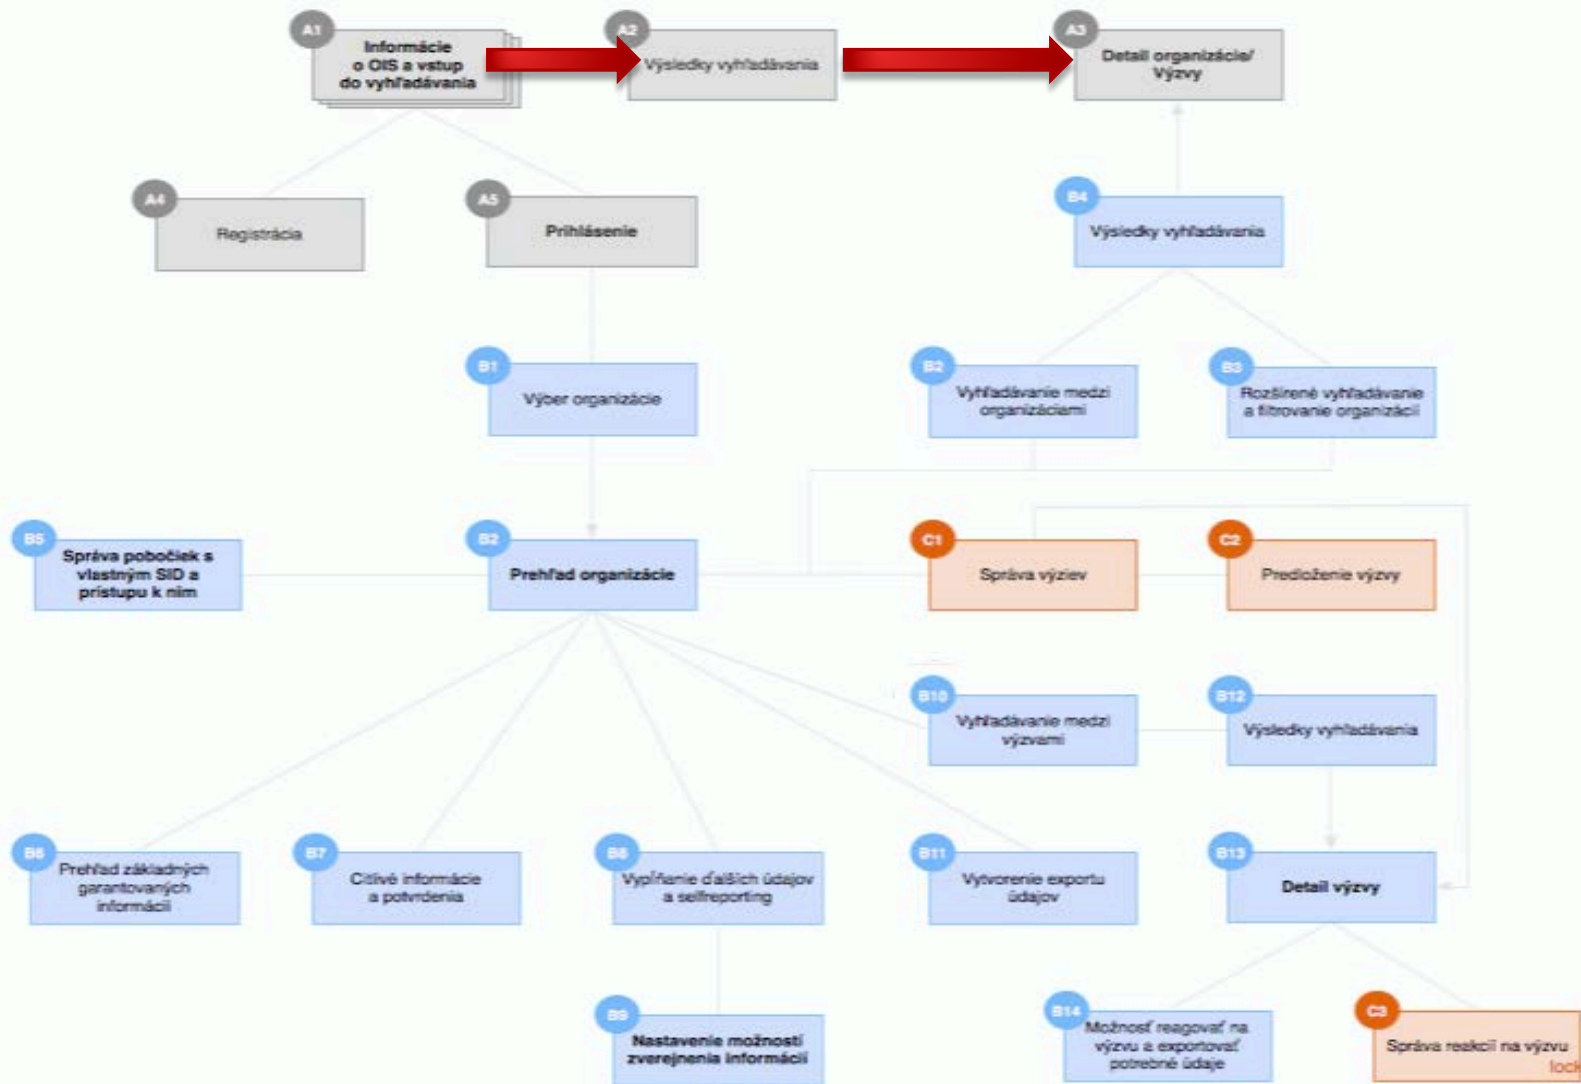 A1
Informácie
o OIS a vstup
do vyhľadávania
A2
Výsledky vyhľadávania
A3
Detail organizácie/
Výzvy
A4
Registrácia
A5
Prihlásenie
B4
Výsledky vyhľadávania
B1
Výber organizácie
B2
Vyhľadávanie medzi
organizáciami
B3
Rozšírené vyhľadávanie
a filtrovanie organizácií
B5
Správa pobočiek s
vlastným SID a
prístupu k nim
B2
Prehľad organizácie
C1
Správa výziev
C2
Predloženie výzvy
B10
Vyhľadávanie medzi
výzvami
B12
Výsledky vyhľadávania
B6
Prehľad základných
garantovaných
informácií
B7
Citlivé informácie
a potvrdenia
B8
Vypĺňanie ďalších údajov
a selfreporting
B11
Vytvorenie exportu
údajov
B13
Detail výzvy
B9
Nastavenie možností
zverejnenia informácií
B14
Možnosť reagovať na
výzvu a exportovať
potrebné údaje
C3
Správa reakcií na výzvu
lock